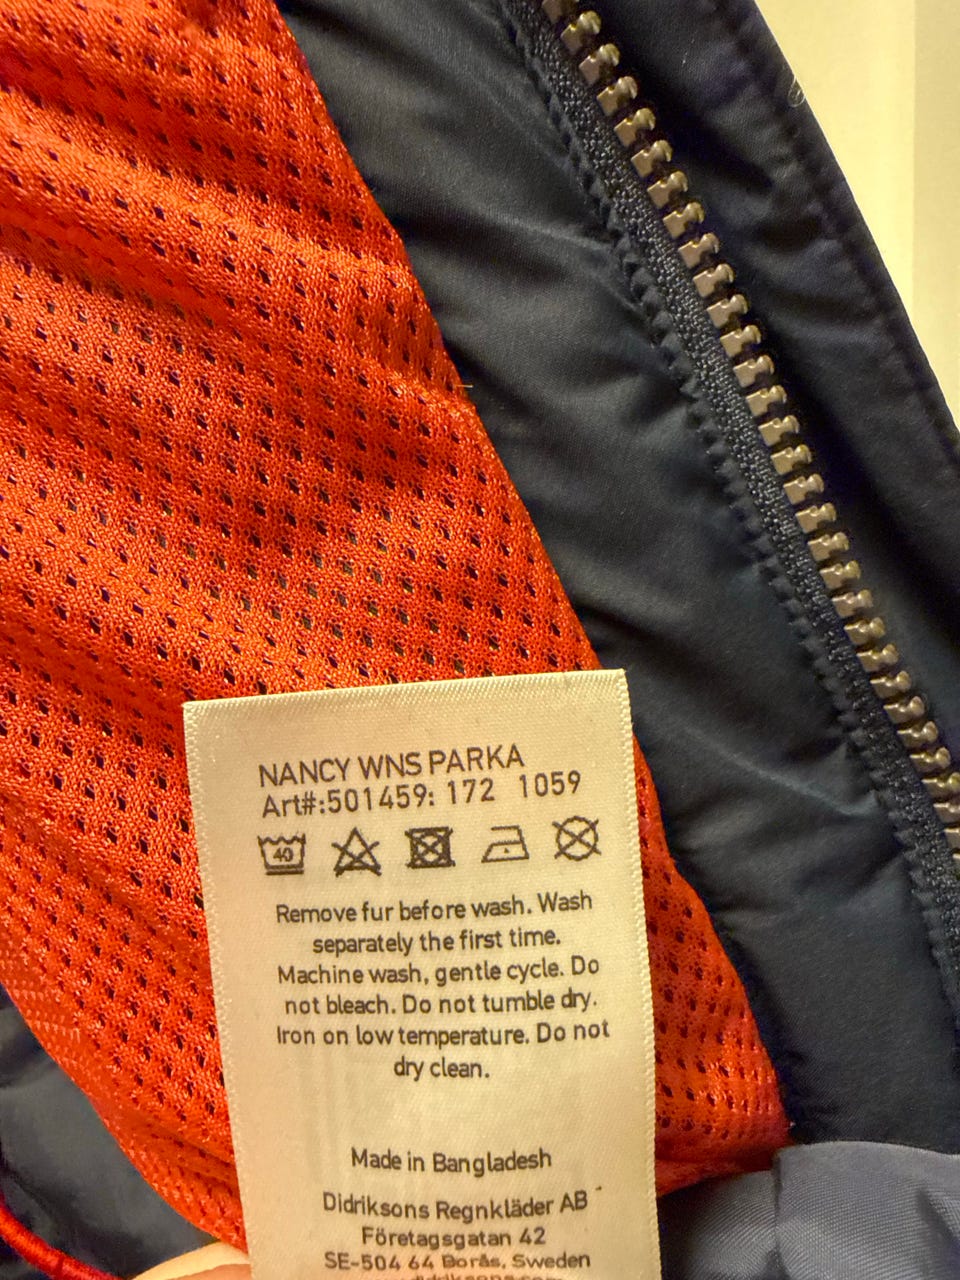 NANCY WNS PARKA
Art#:501459: 172 1059
40
Remove fur before wash. Wash
separately the first time.
Machine wash, gentle cycle. Do
not bleach. Do not tumble dry.
Iron on low temperature. Do not
dry clean.
Made in Bangladesh
Didriksons Regnkläder AB
Företagsgatan 42
SE-504 64 Borås, Sweden